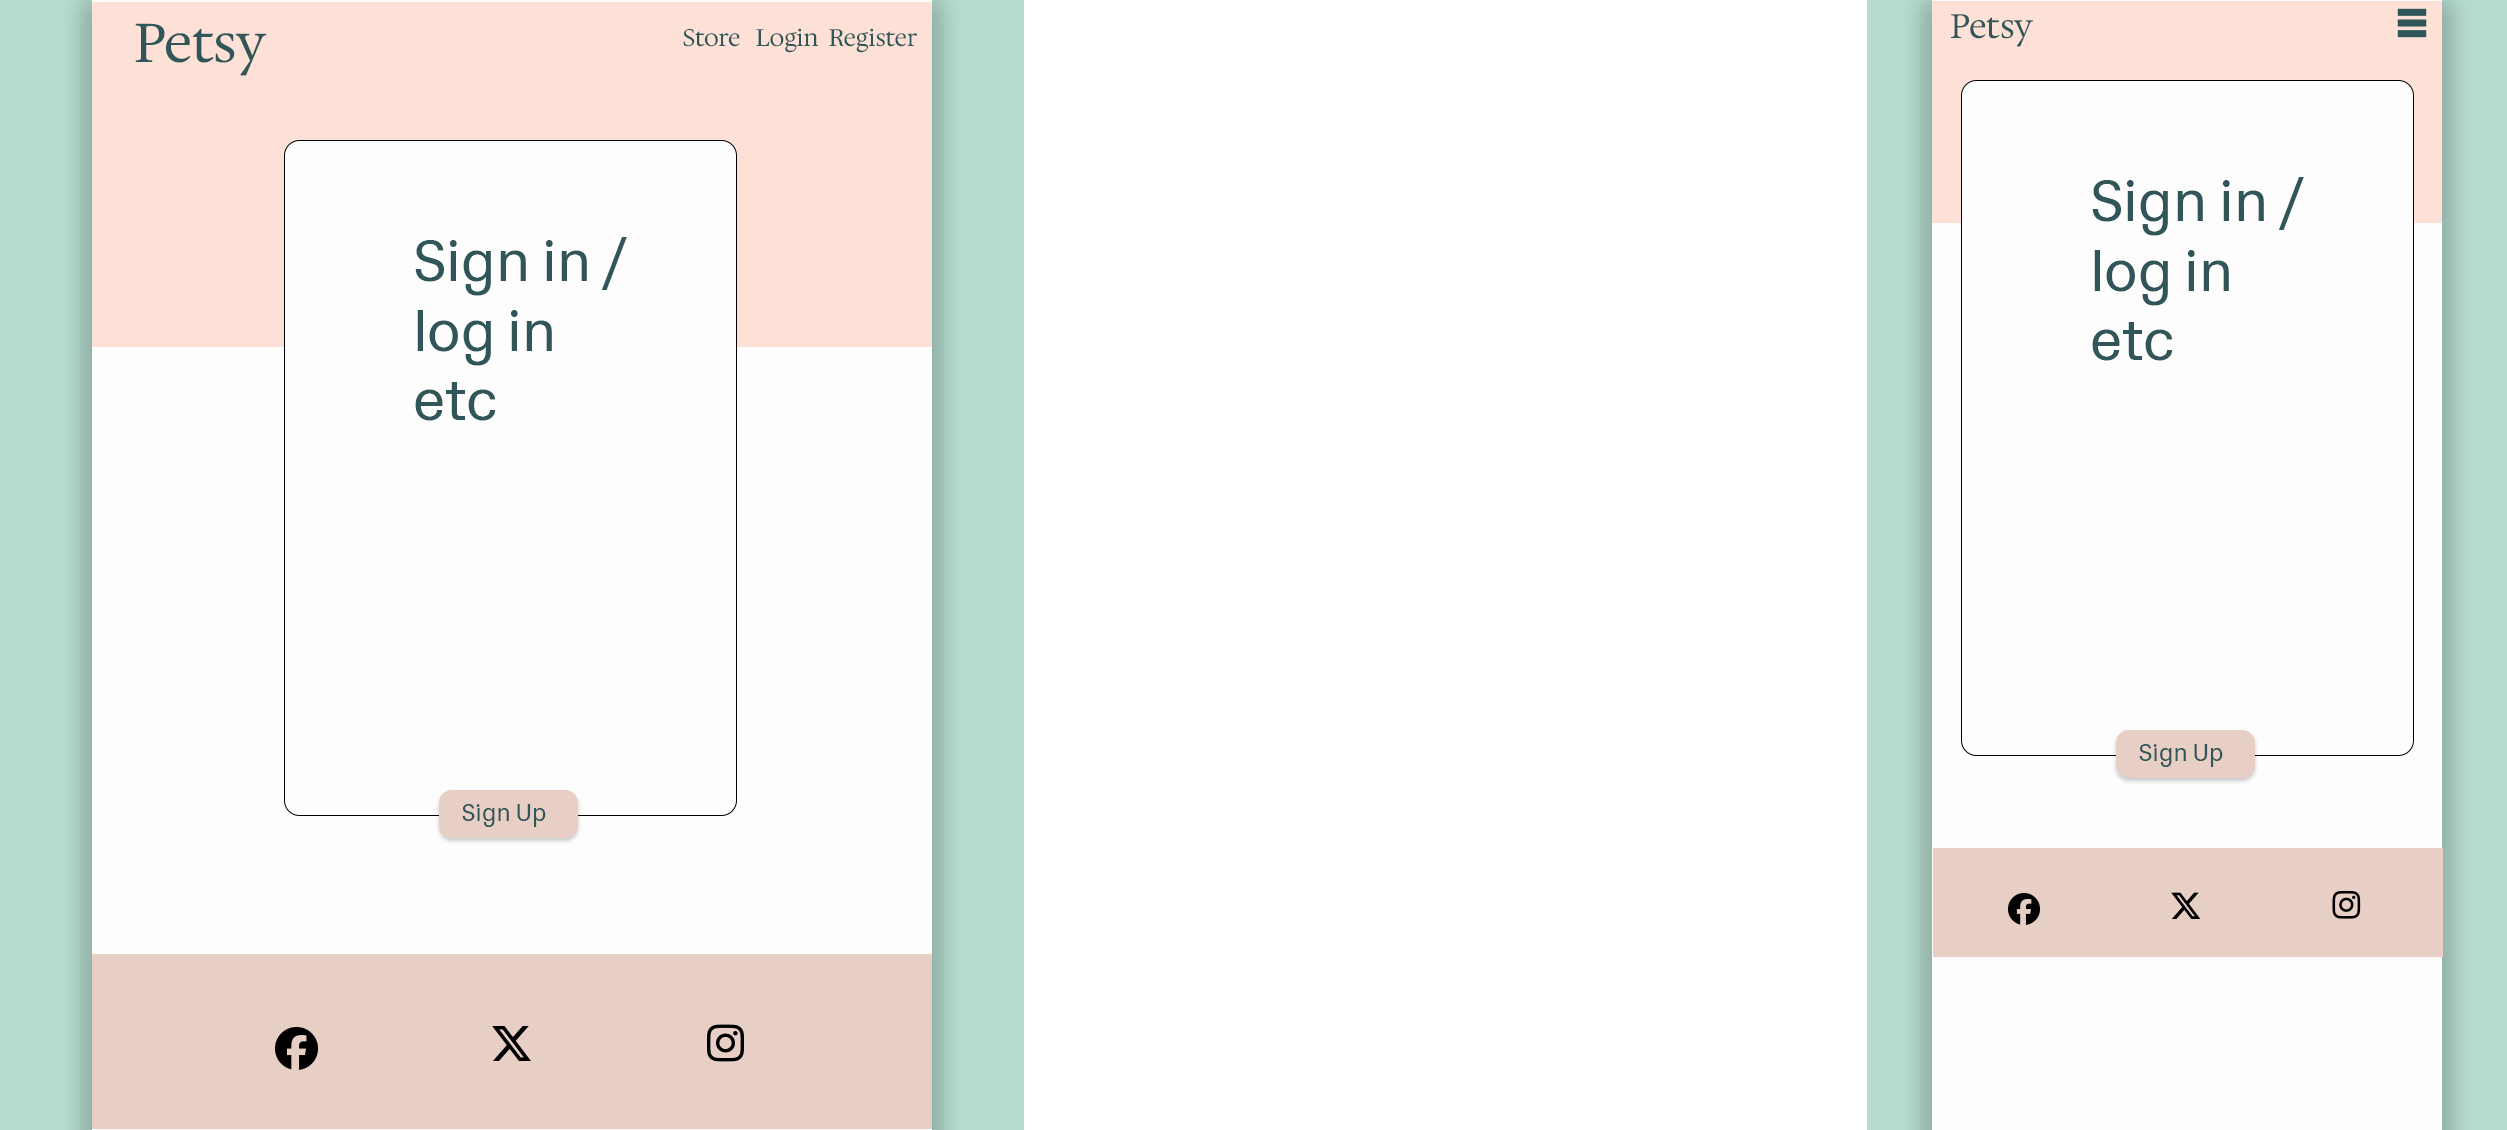 Petsy
Store Login Register
Sign in /
log in
etc
Sign Up
Petsy
Sign in /
log in
etc
Sign Up